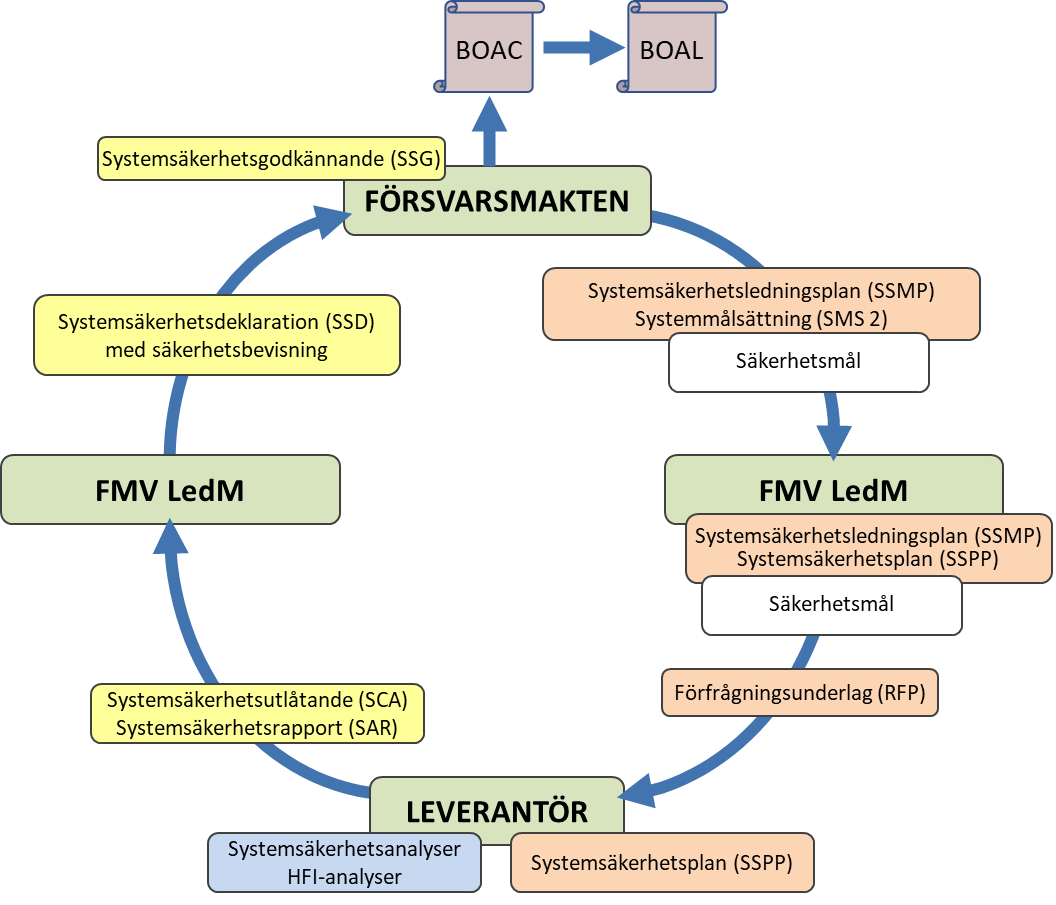 BOAC
BOAL
Systemsäkerhetsgodkännande (SSG)
FÖRSVARSMAKTEN
Systemsäkerhetsledningsplan (SSMP)
Systemmålsättning (SMS 2)
Säkerhetsmål
Systemsäkerhetsdeklaration (SSD)
med säkerhetsbevisning
FMV LedM
FMV LedM
Systemsäkerhetsledningsplan (SSMP)
Systemsäkerhetsplan (SSPP)
Säkerhetsmål
Förfrågningsunderlag (RFP)
Systemsäkerhetsutlåtande (SCA)
Systemsäkerhetsrapport (SAR)
LEVERANTÖR
Systemsäkerhetsanalyser
HFI-analyser
Systemsäkerhetsplan (SSPP)